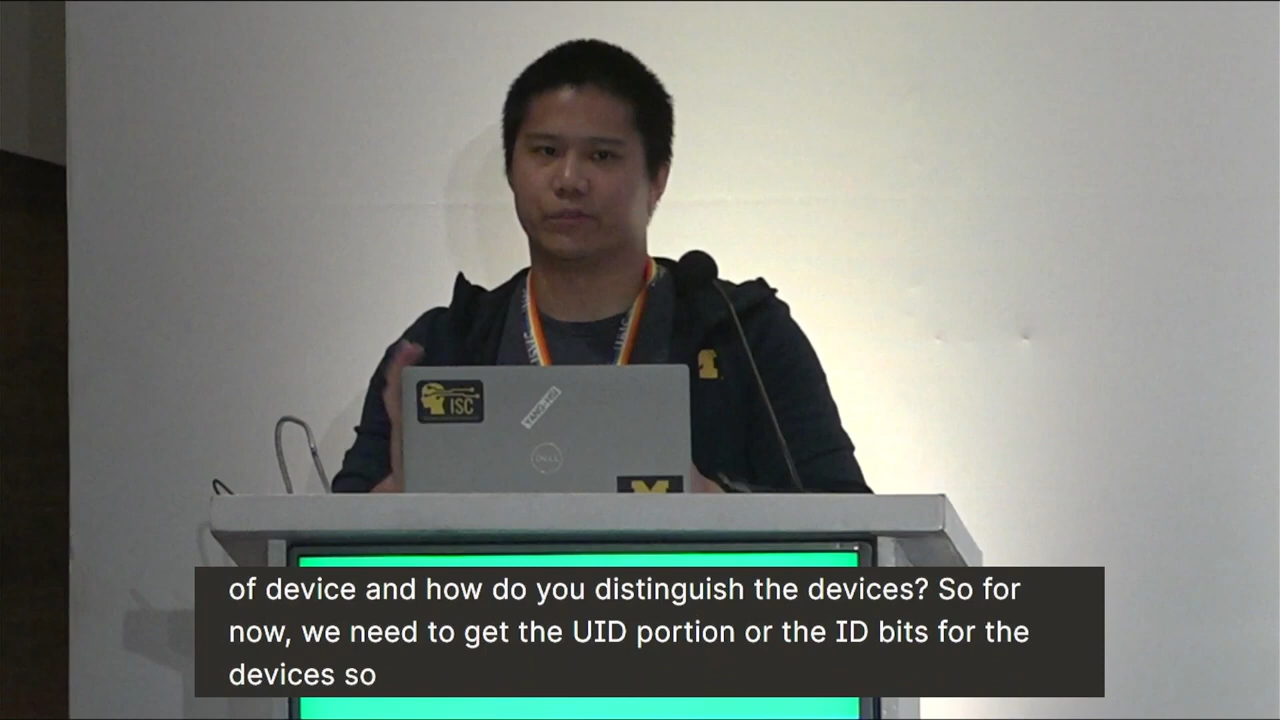 ISC
DELL
M
of device and how do you distinguish the devices? So for
now, we need to get the UID portion or the ID bits for the
devices so